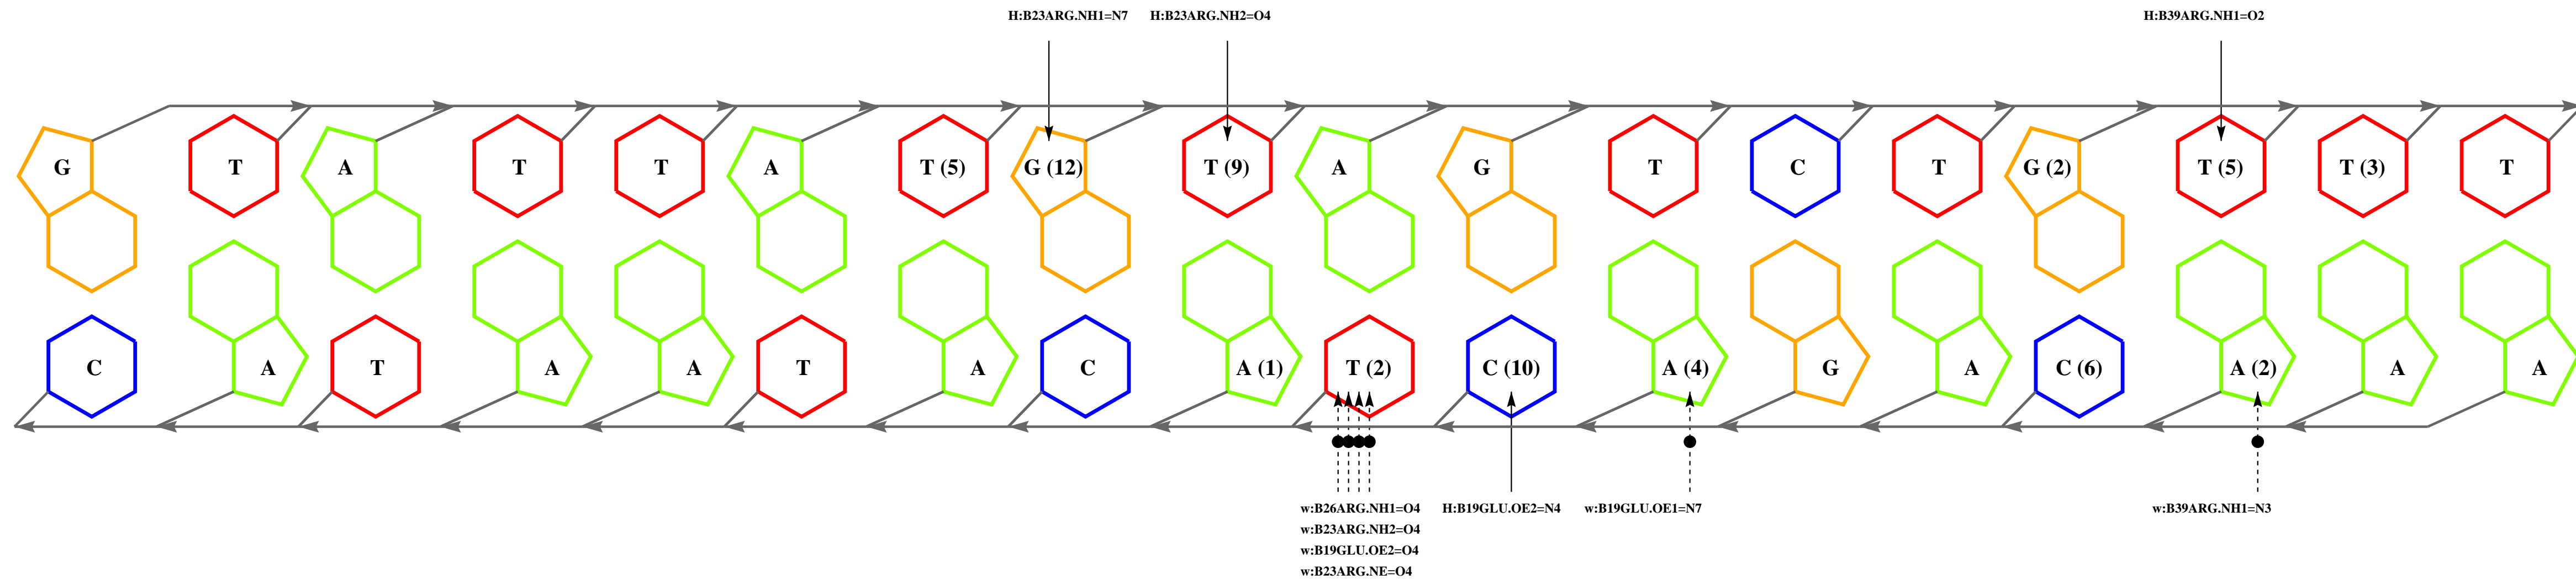 H:B23ARG.NH1=N7 H:B23ARG.NH2=O4 H:B39ARG.NH1=O2
G T A T T A T (5) G (12) T (9) A G T C T G (2) T (5) T (3) T
C A T A A T A C A (1) T (2) C (10) A (4) G A C (6) A (2) A A
w:B26ARG.NH1=O4 H:B19GLU.OE2=N4 w:B19GLU.OE1=N7 w:B39ARG.NH1=N3
w:B23ARG.NH2=O4
w:B19GLU.OE2=O4
w:B23ARG.NE=O4